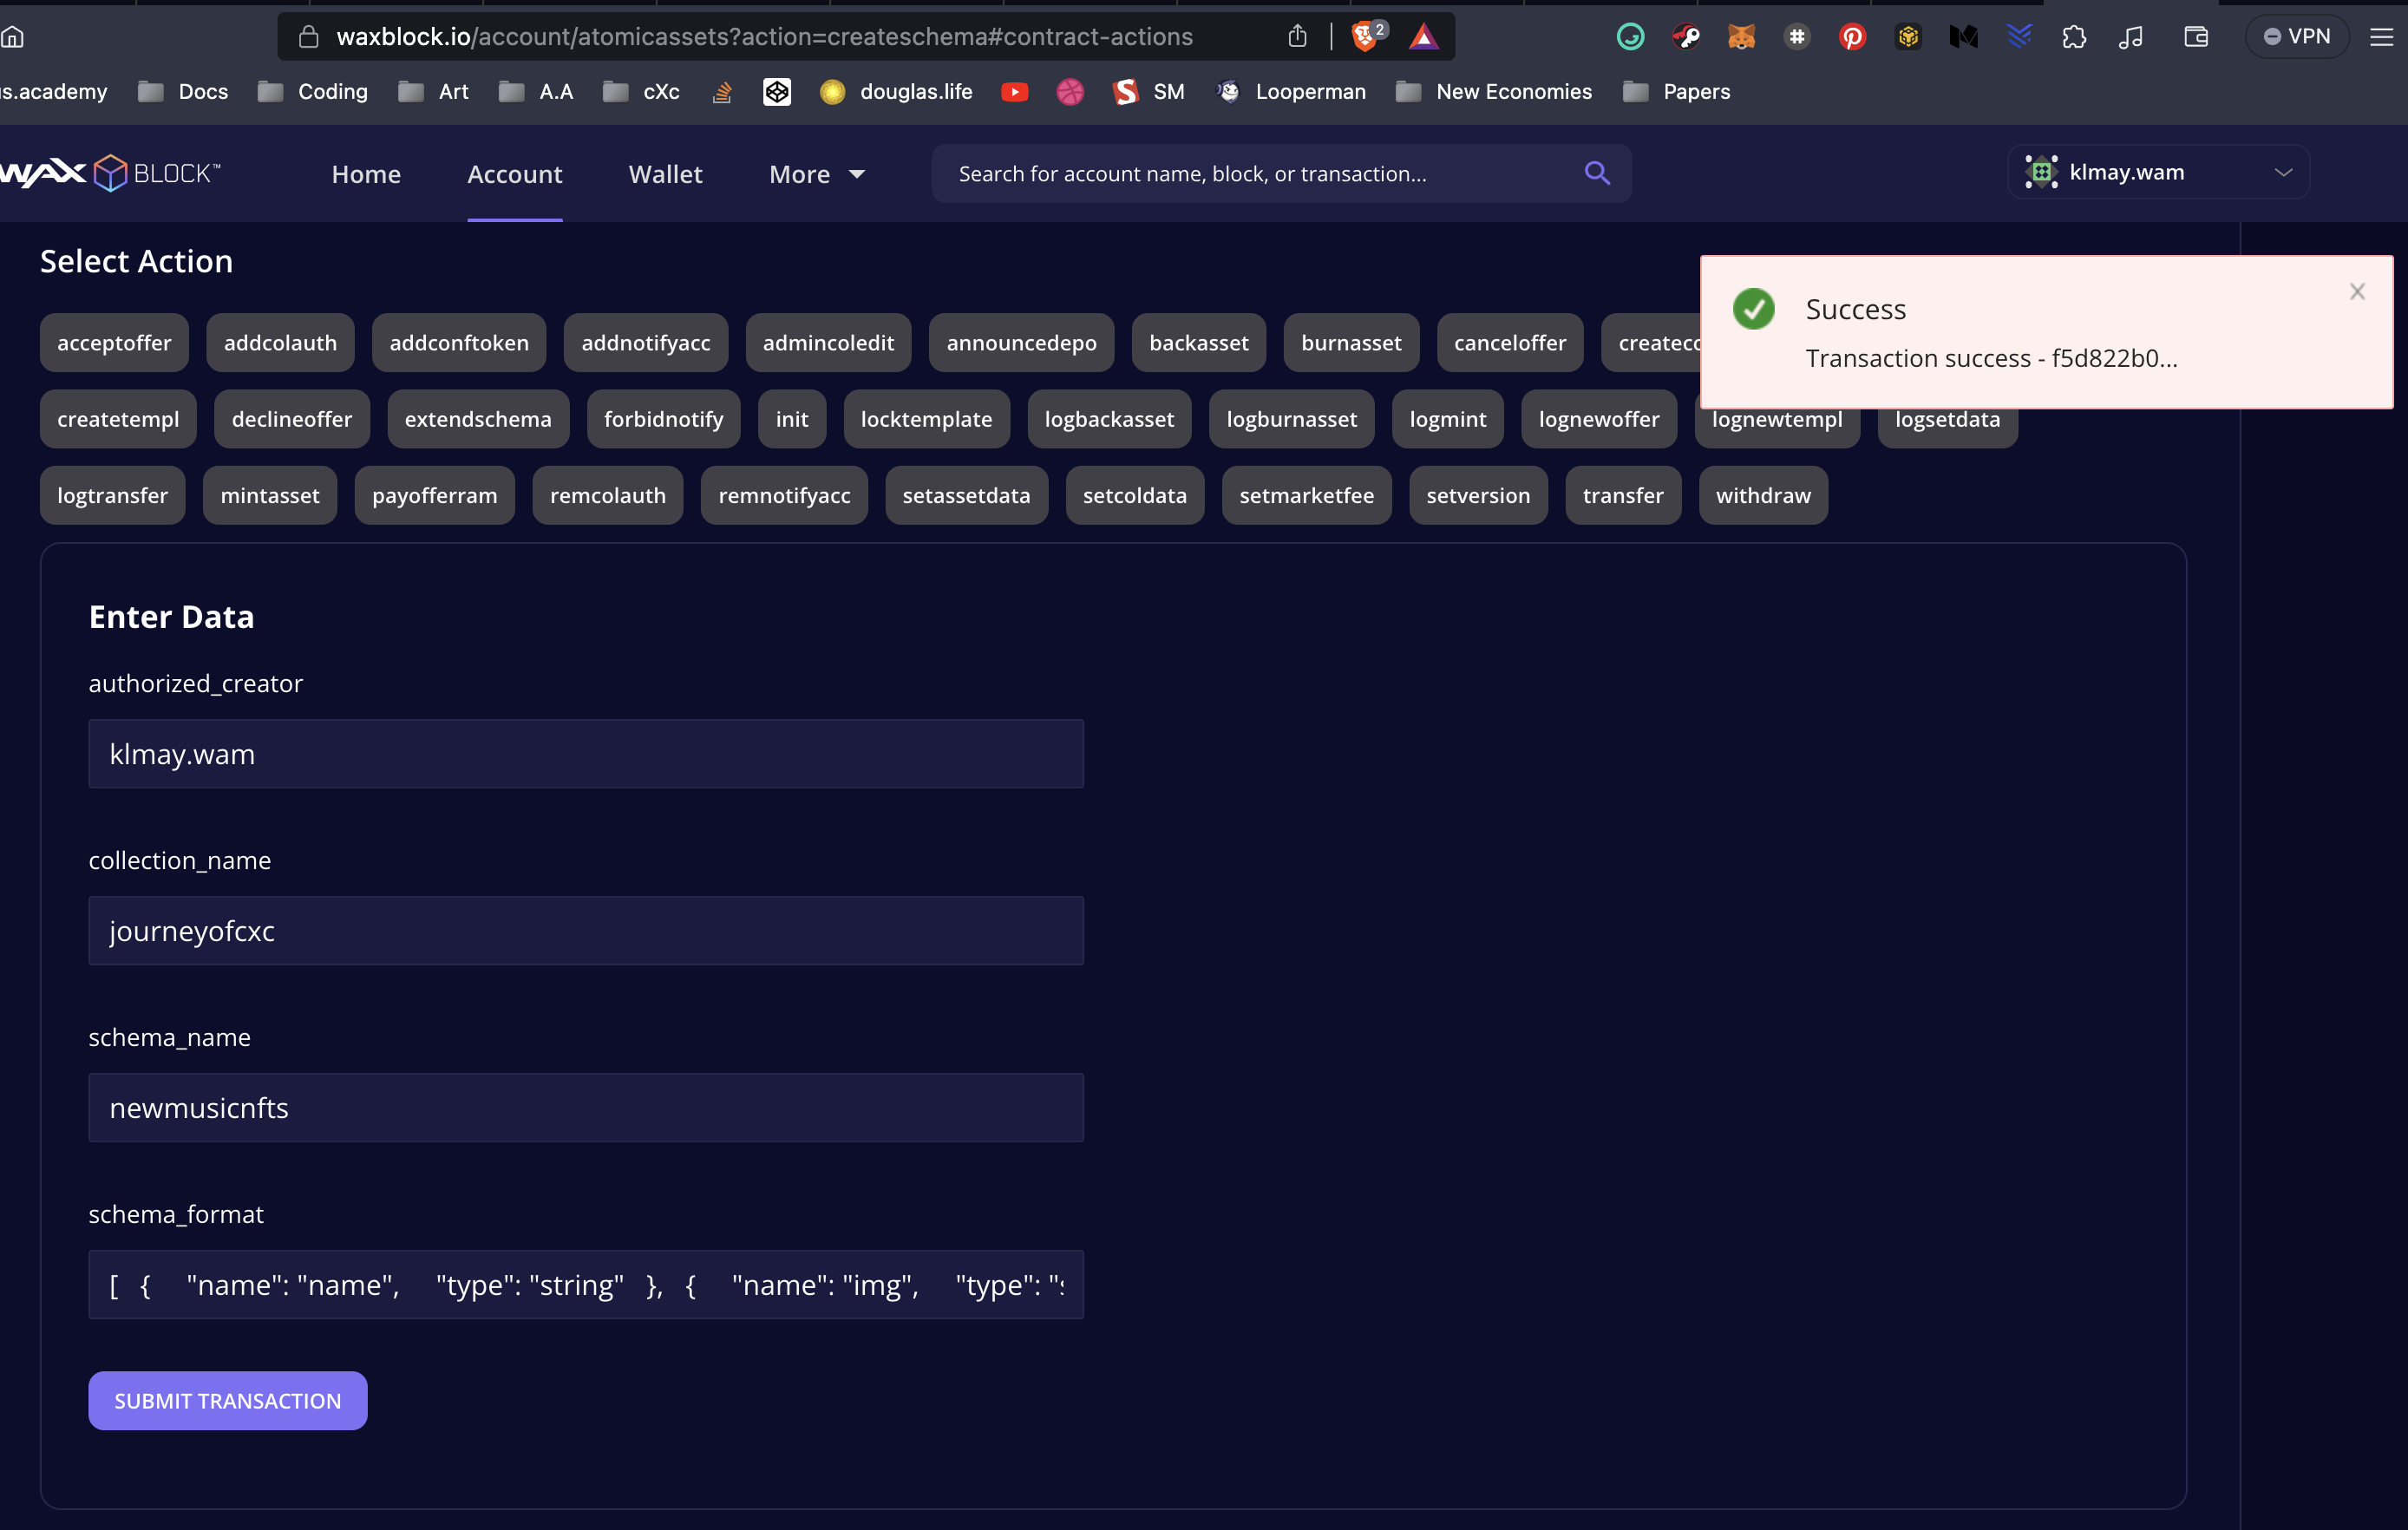 waxblock.io/account/atomicassets?action=createschema#contract-actions 2 VPN
s.academy Docs Coding Art A.A cXc douglas.life SM Looperman New Economies Papers
WAX BLOCK™ Home Account Wallet More Search for account name, block, or transaction... klmay.wam
Select Action
Success
acceptoffer addcolauth addconftoken addnotifyacc admincoledit announcedepo backasset burnasset canceloffer createcc
Transaction success - f5d822b0...
createtempl declineoffer extendschema forbidnotify init locktemplate logbackasset logburnasset logmint lognewoffer lognewtempl logsetdata
logtransfer mintasset payofferram remcolauth remnotifyacc setassetdata setcoldata setmarketfee setversion transfer withdraw
Enter Data
authorized_creator
klmay.wam
collection_name
journeyofcxc
schema_name
newmusicnfts
schema_format
[ { "name": "name", "type": "string" }, { "name": "img", "type": "s
SUBMIT TRANSACTION